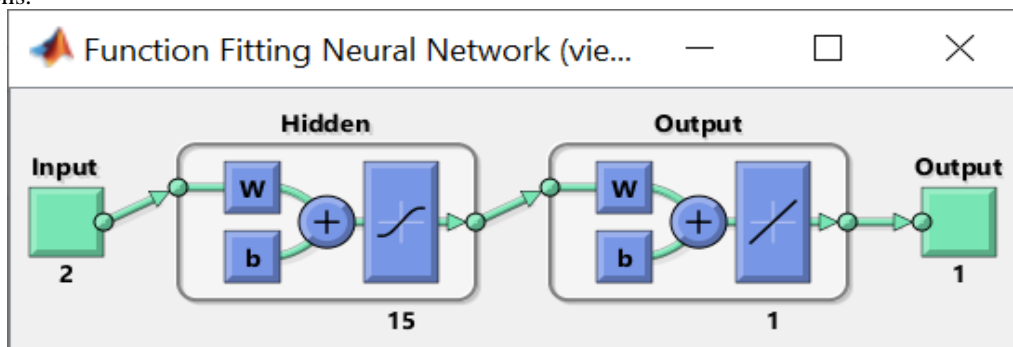 Function Fitting Neural Network (vie...
Hidden
Output
Input
Output
W
W
b
b
2
1
15
1